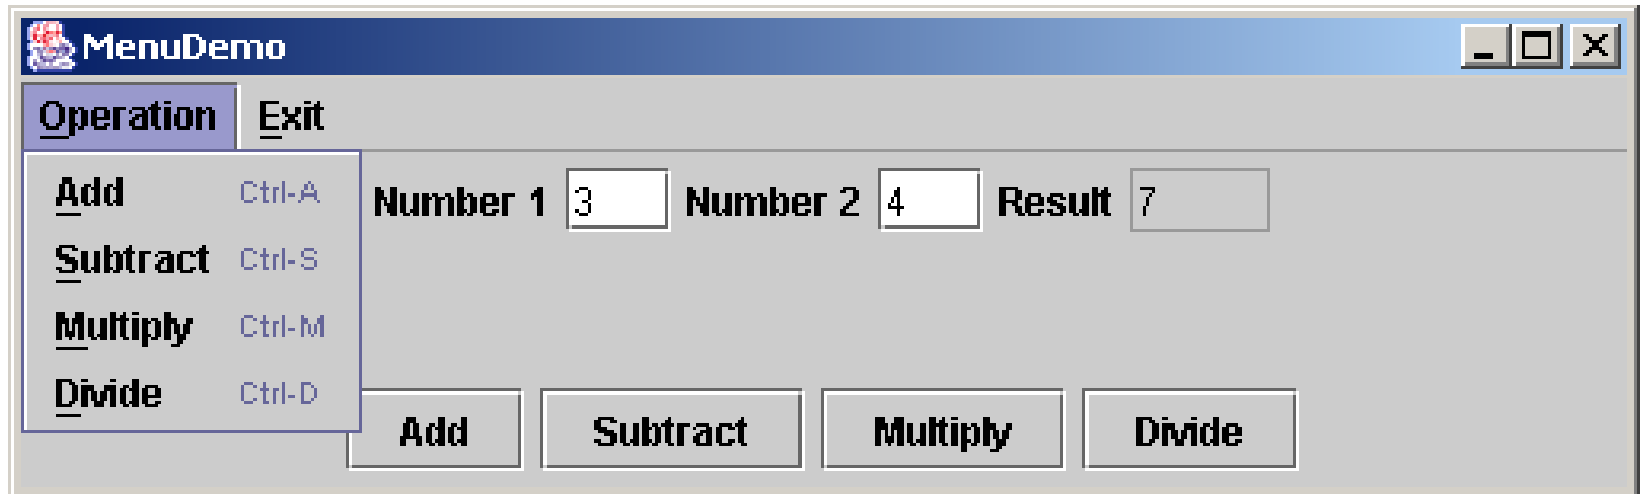 MenuDemo
Operation Exit
Add Ctrl-A Number 1 3 Number 2 4 Result 7
Subtract Ctrl-S
Multiply Ctrl-M
Divide Ctrl-D
Add Subtract Multiply Divide